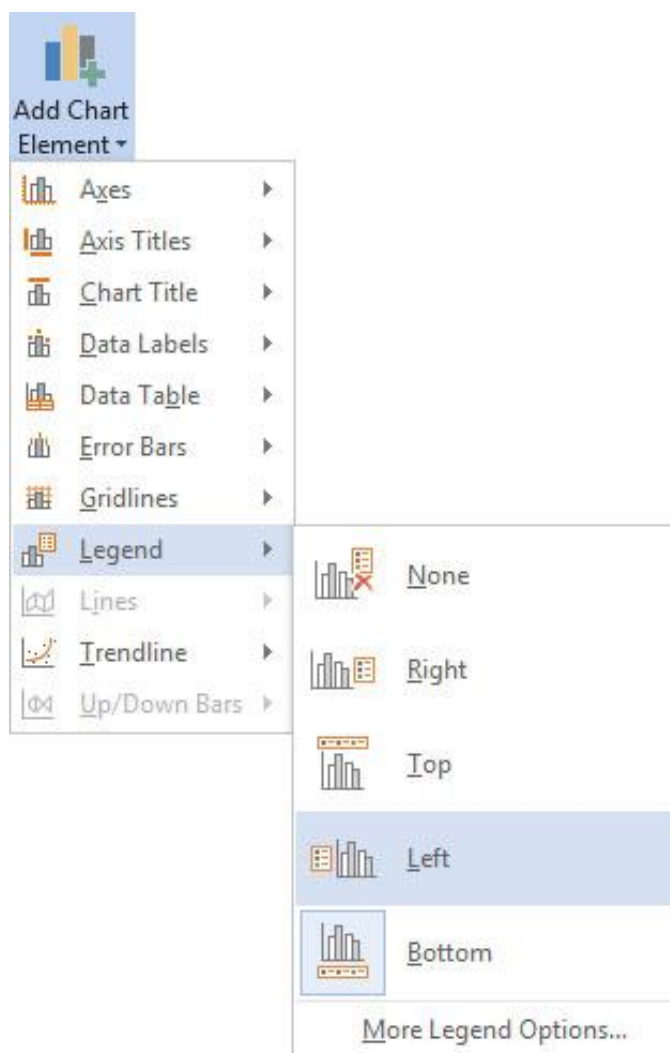 Add Chart
Element
Axes
Axis Titles
Chart Title
Data Labels
Data Table
Error Bars
Gridlines
Legend
Lines
Trendline
Up/Down Bars
None
Right
Top
Left
Bottom
More Legend Options...